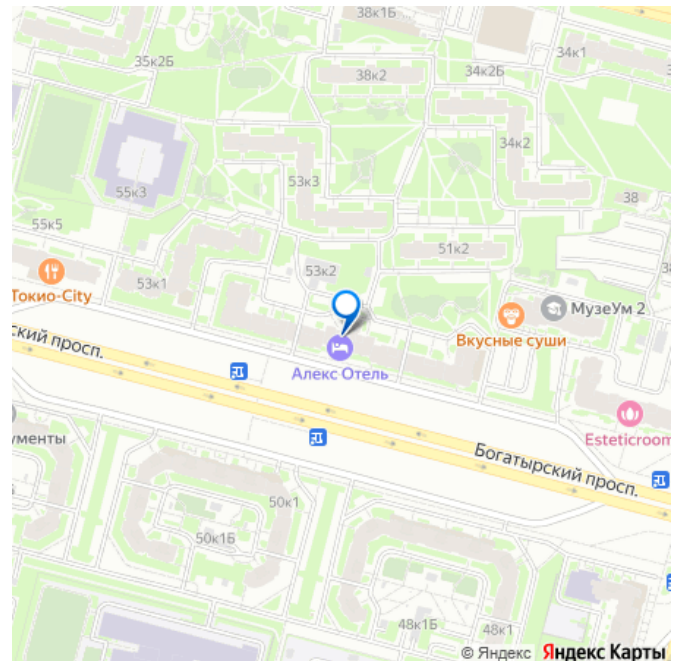 38к1Б
34к1
35к2Б
38к2
34к2Б
34к2
55к3
53к3
38
55к5
51к2
53к1
53к2
Токио-City
МузеУм 2
Вкусные суши
Алекс Отель
ский просп.
Esteticroom
ументы
Богатырский просп.
50к1
50к1Б
48к1Б
48к1
© Яндекс Яндекс Карты